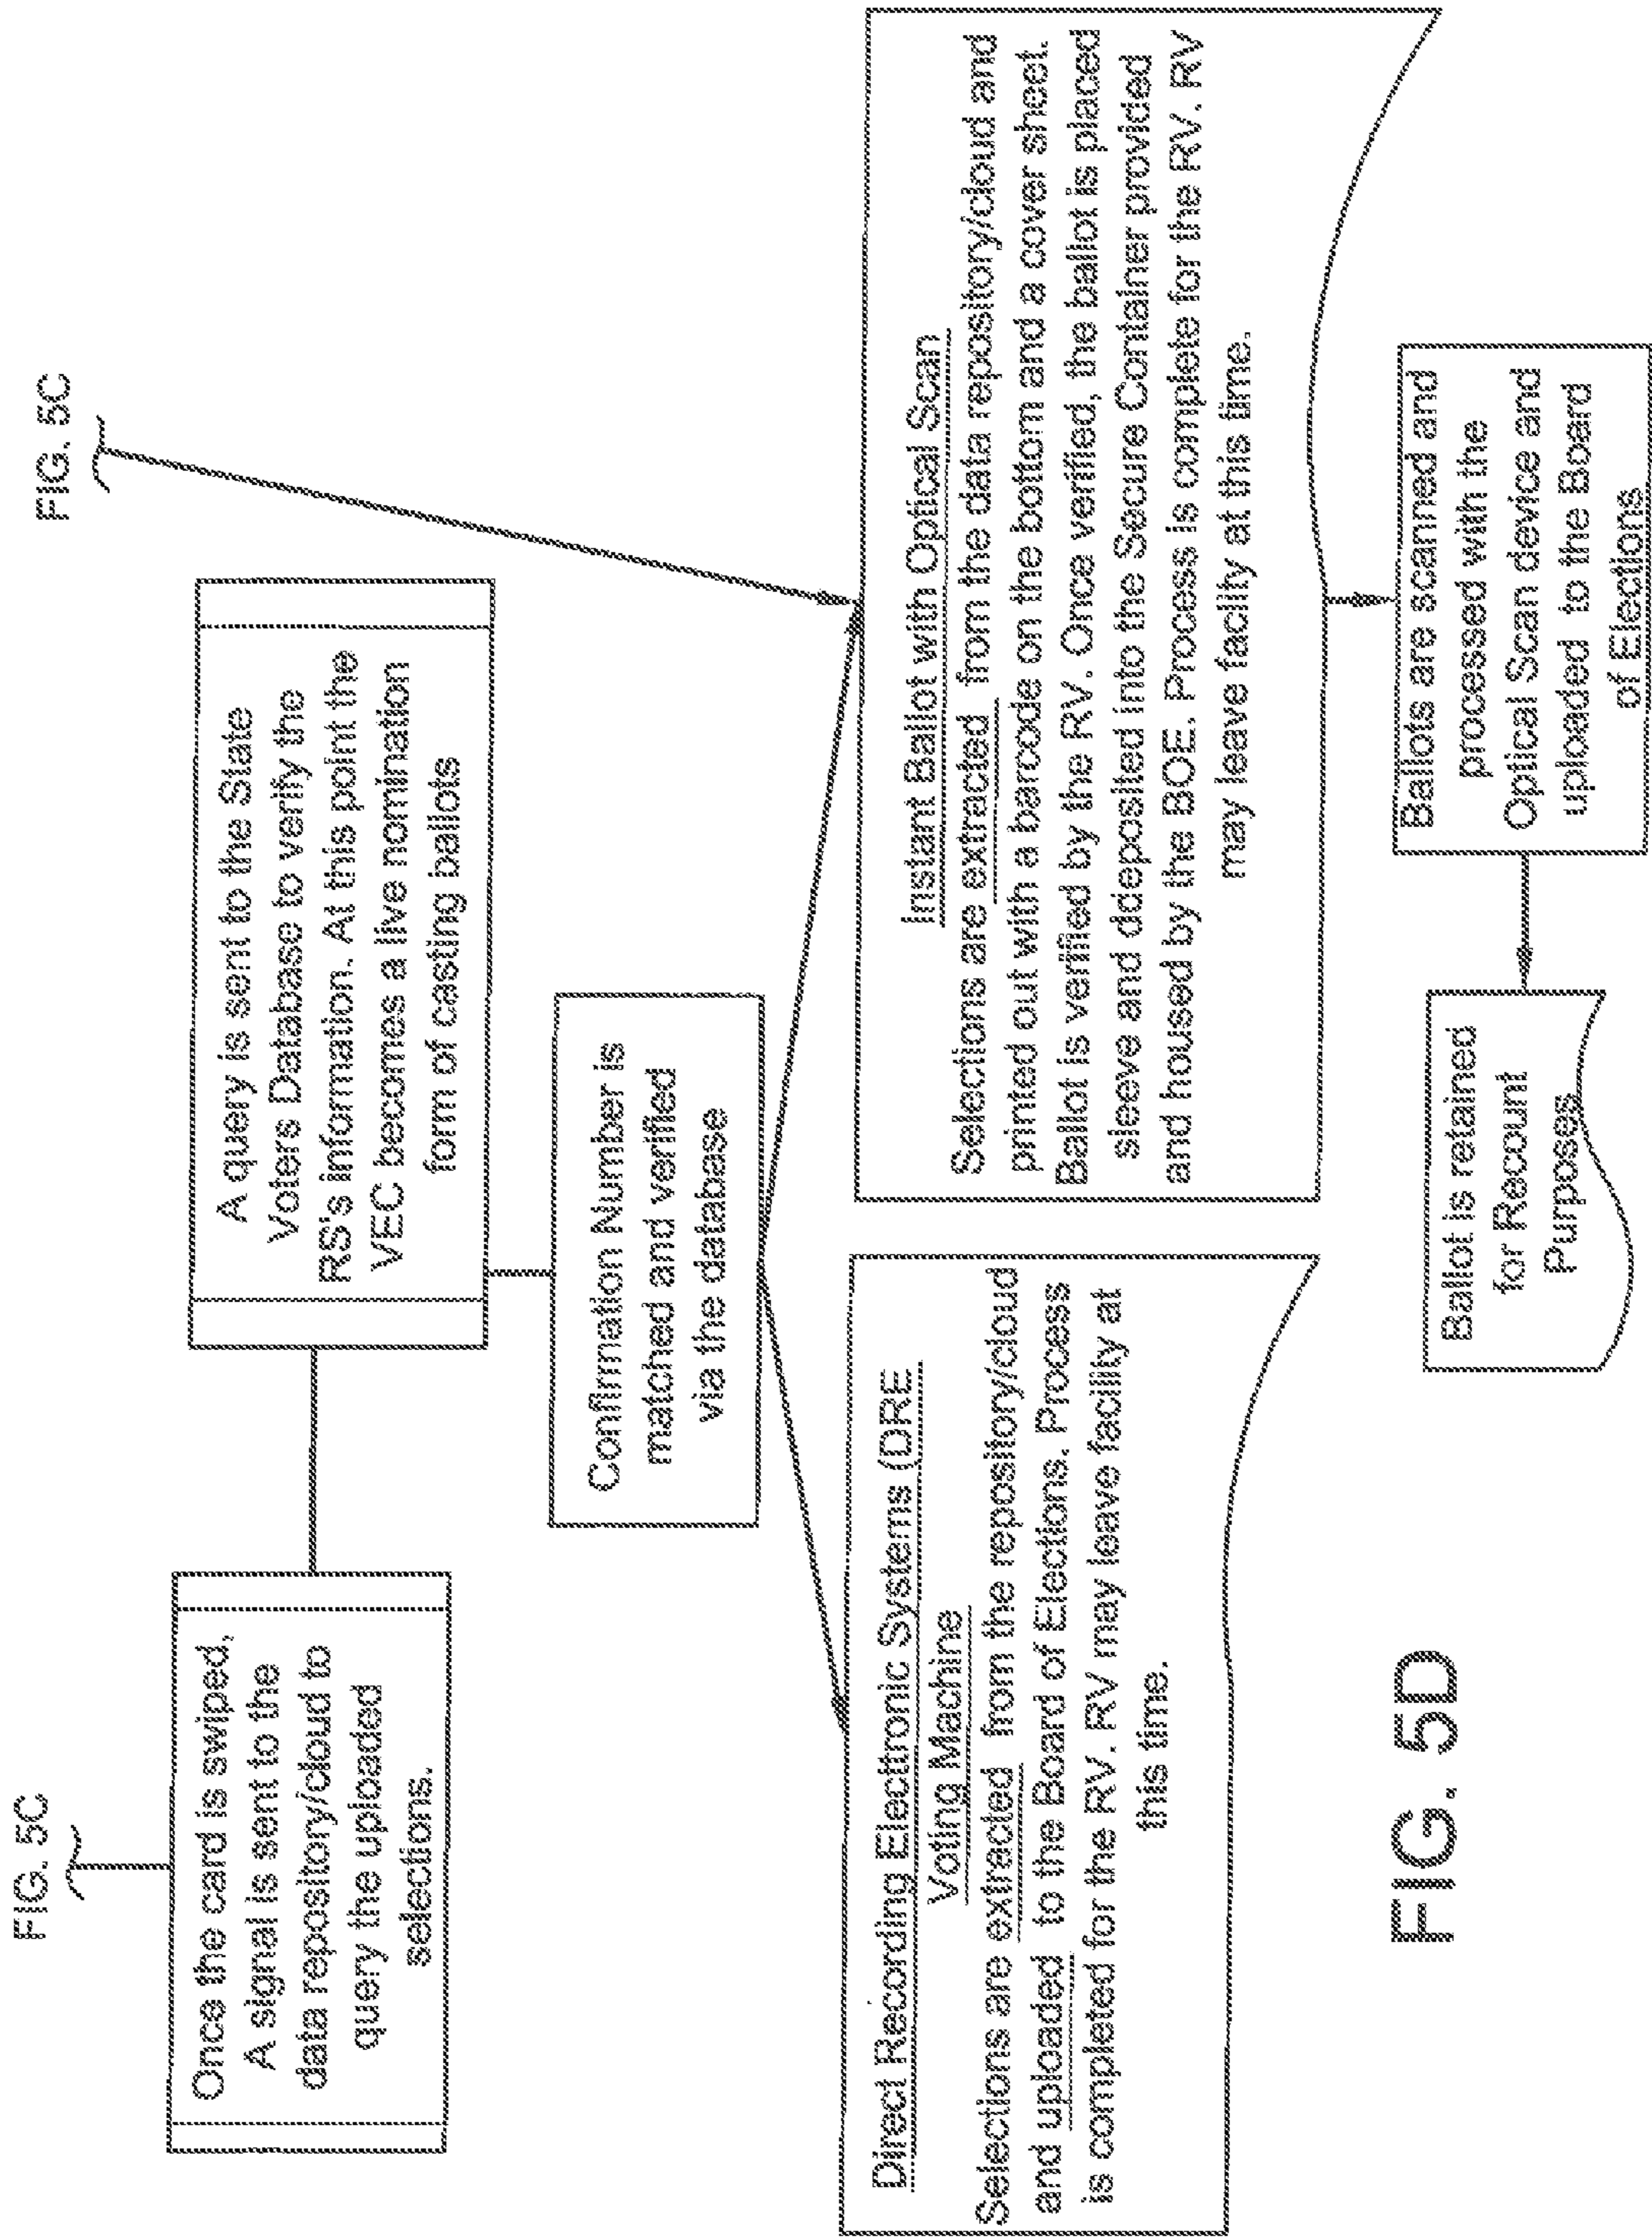 FIG. 5C
FIG. 5C
Once the card is swiped,
A signal is sent to the
data repository/cloud to
query the uploaded
selections.
A query is sent to the State
Voters Database to verify the
RS's information. At this point the
VEC becomes a live nomination
form of casting ballots
Confirmation Number is
matched and verified
via the database
Direct Recording Electronic Systems (DRE
Voting Machine
Selections are extracted from the repository/cloud
and uploaded to the Board of Elections. Process
is completed for the RV. RV may leave facility at
this time.
Instant Ballot with Optical Scan
Selections are extracted from the data repository/cloud and
printed out with a barcode on the bottom and a cover sheet.
Ballot is verified by the RV. Once verified, the ballot is placed
sleeve and ddeposited into the Secure Container provided
and housed by the BOE. Process is complete for the RV. RV
may leave facility at this time.
Ballots are scanned and
processed with the
Optical Scan device and
uploaded to the Board
of Elections
Ballot is retained
for Recount
Purposes
FIG. 5D